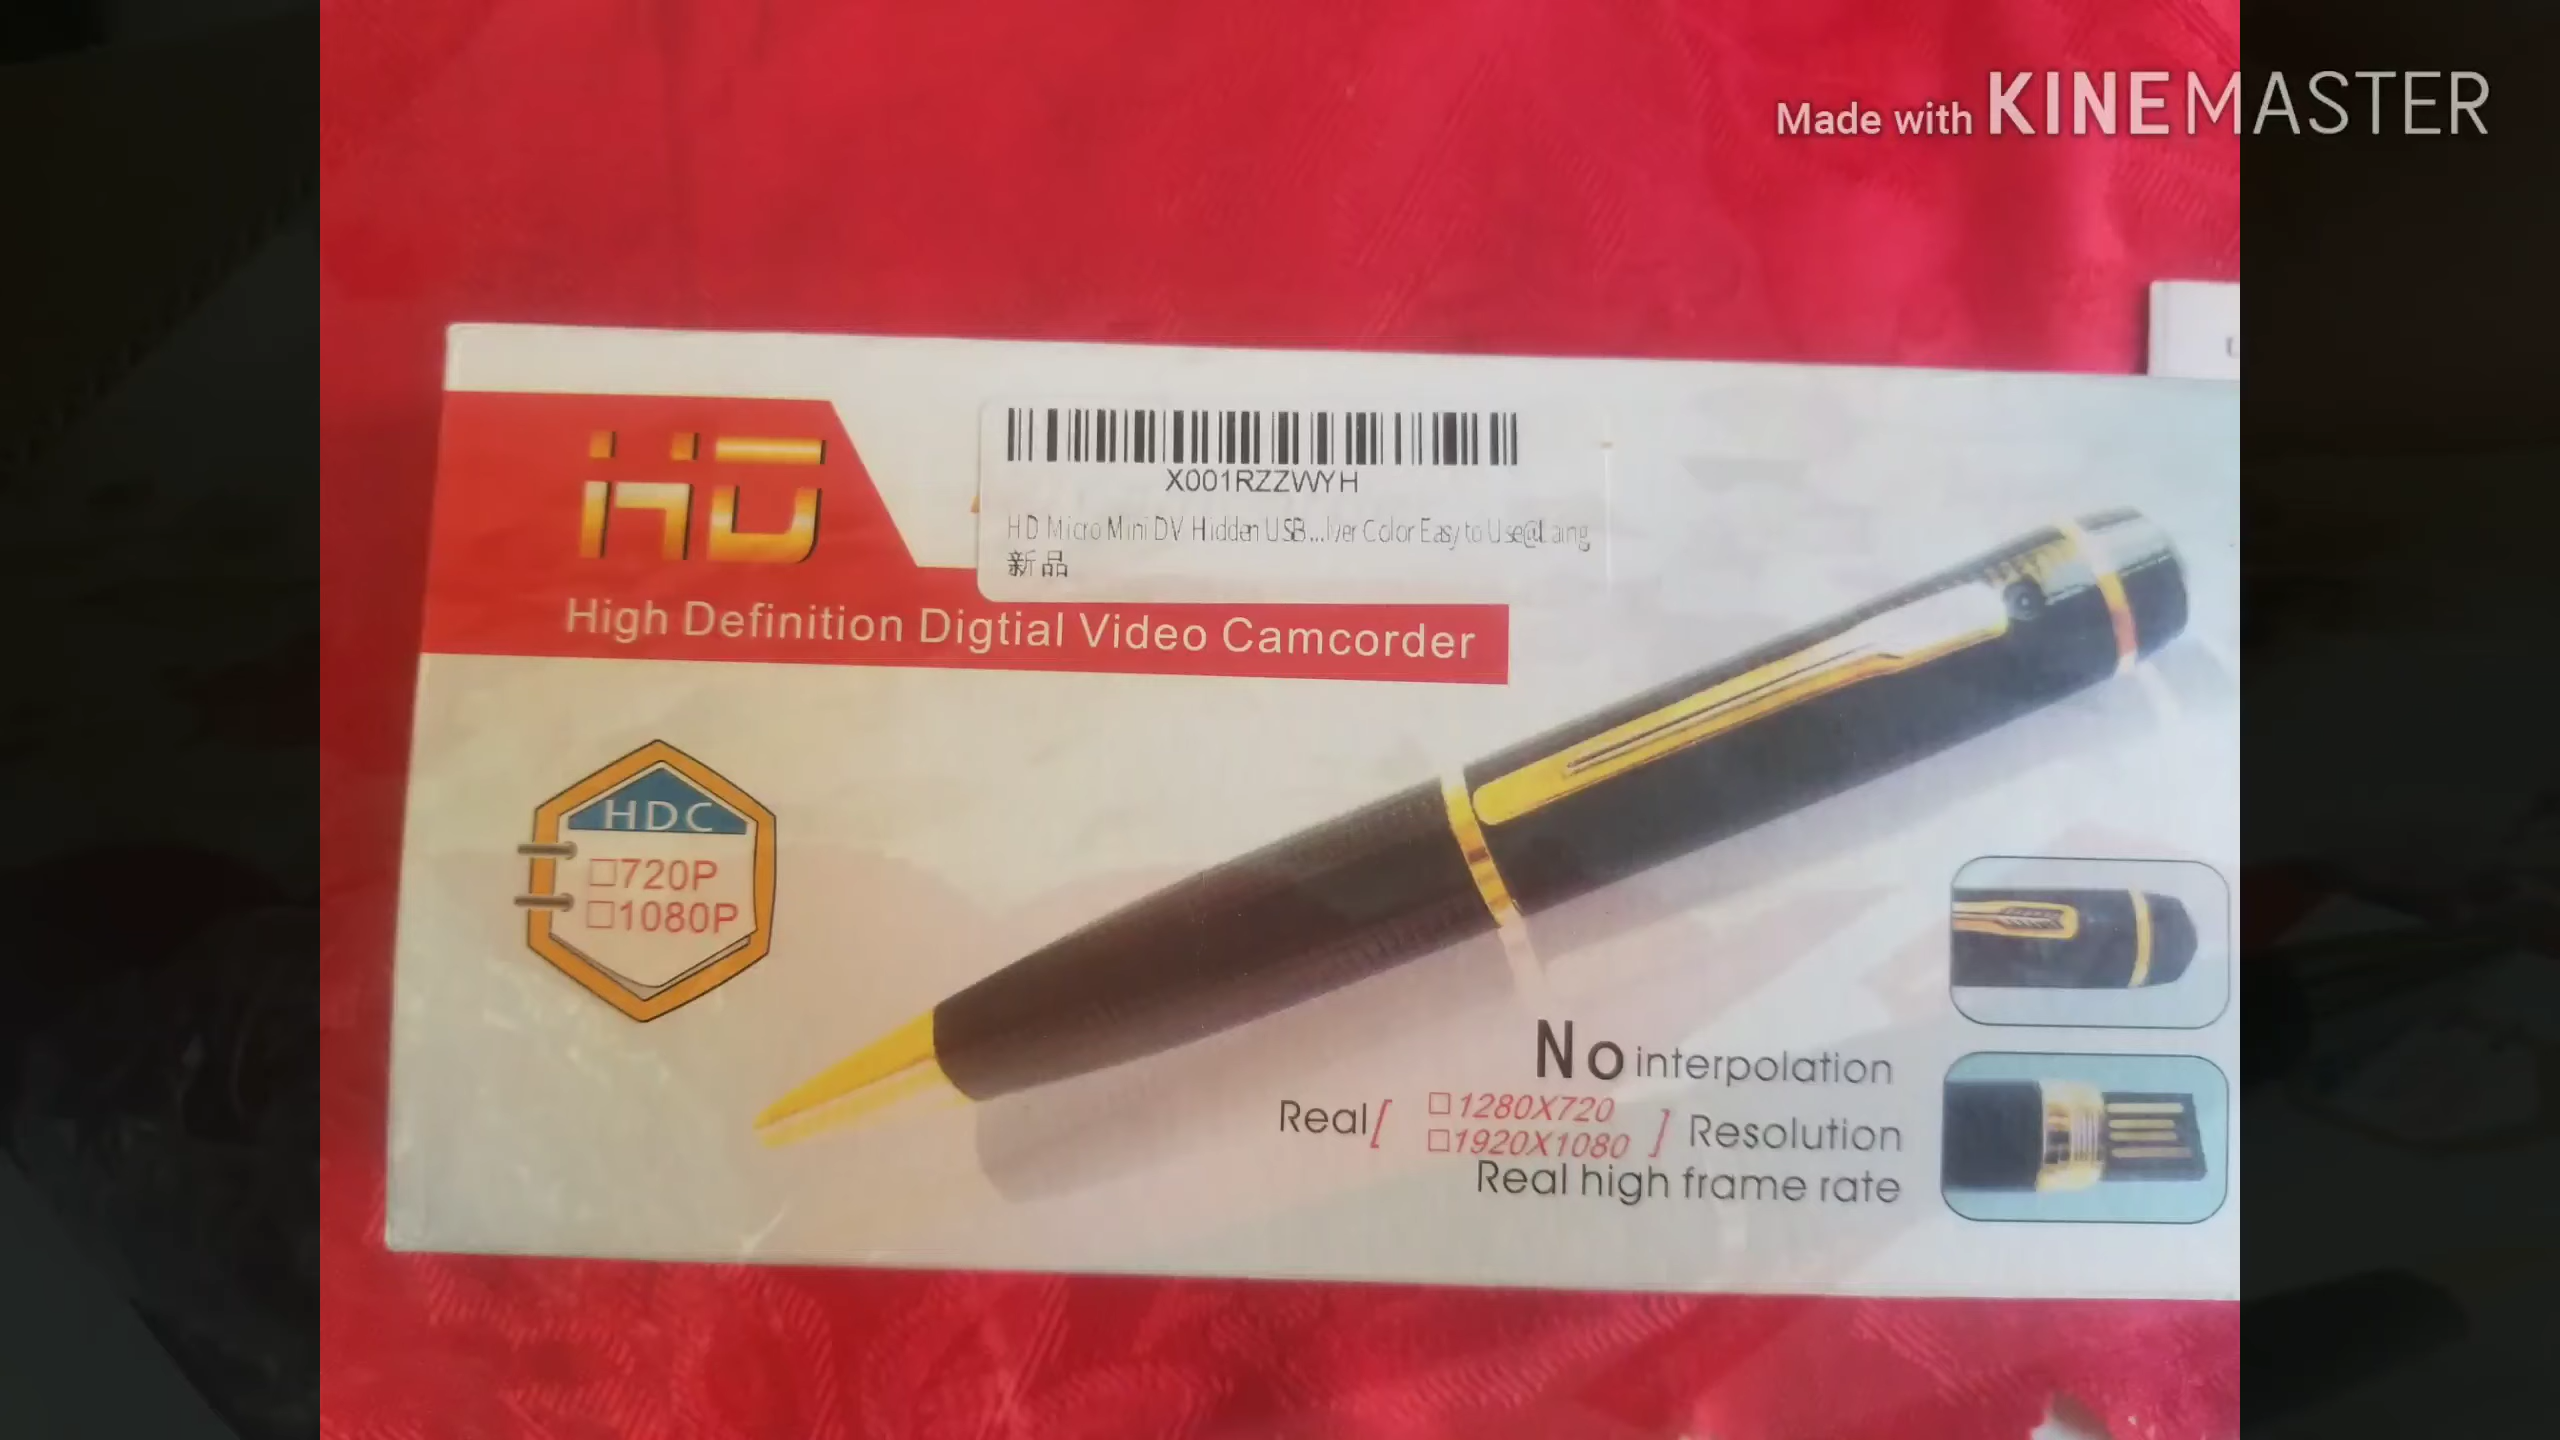 Made with KINEMASTER
HD
X001RZZWYH
HD Micro Mini DV Hidden USB...lver Color Easy to Use@Laing
新品
High Definition Digtial Video Camcorder
HDC
□720P
□1080P
No interpolation
Real [ □1280X720
□1920X1080 ] Resolution
Real high frame rate